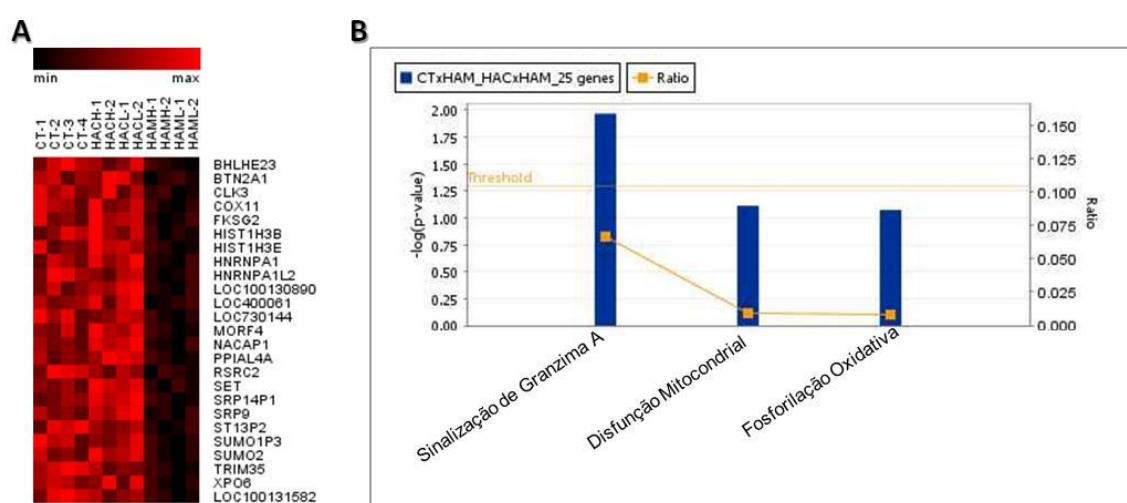 A
min max
CT-1
CT-2
CT-3
CT-4
HACH-1
HACH-2
HACL-1
HACL-2
HAMH-1
HAMH-2
HAML-1
HAML-2
BHLHE23
BTN2A1
CLK3
COX11
FKSG2
HIST1H3B
HIST1H3E
HNRNPA1
HNRNPA1L2
LOC100130890
LOC400061
LOC730144
MORF4
NACAP1
PPIAL4A
RSRC2
SET
SRP14P1
SRP9
ST13P2
SUMO1P3
SUMO2
TRIM35
XPO6
LOC100131582
B
CTxHAM_HACxHAM_25 genes
Ratio
-log(p-value)
2.00
1.75
1.50
1.25
1.00
0.75
0.50
0.25
0.00
Threshold
0.150
0.125
0.100
0.075
0.050
0.025
0.000
Ratio
Sinalização de Granzima A
Disfunção Mitocondrial
Fosforilação Oxidativa